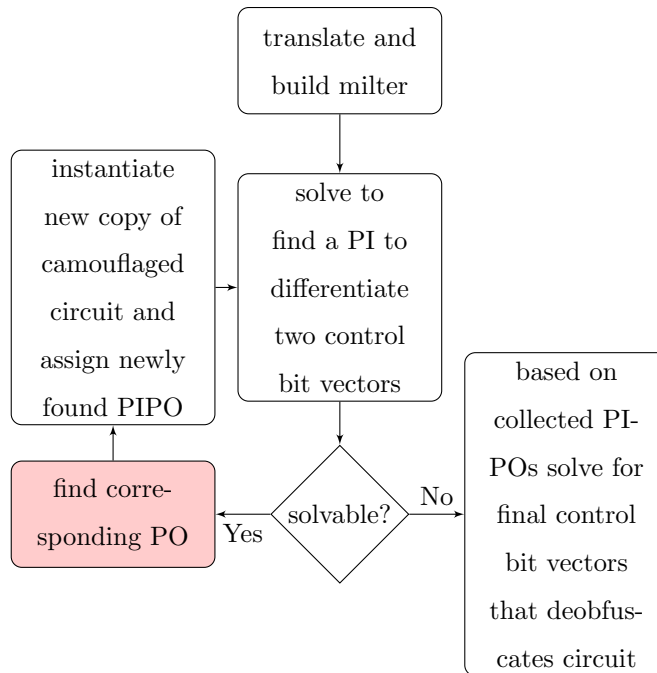 translate and
build milter
instantiate
new copy of
camouflaged
circuit and
assign newly
found PIPO
solve to
find a PI to
differentiate
two control
bit vectors
find corre-
sponding PO
Yes
solvable?
No
based on
collected PI-
POs solve for
final control
bit vectors
that deobfus-
cates circuit